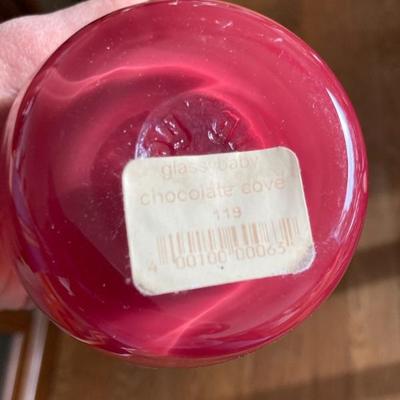 glassybaby
chocolate cove
119
4 00100 00063